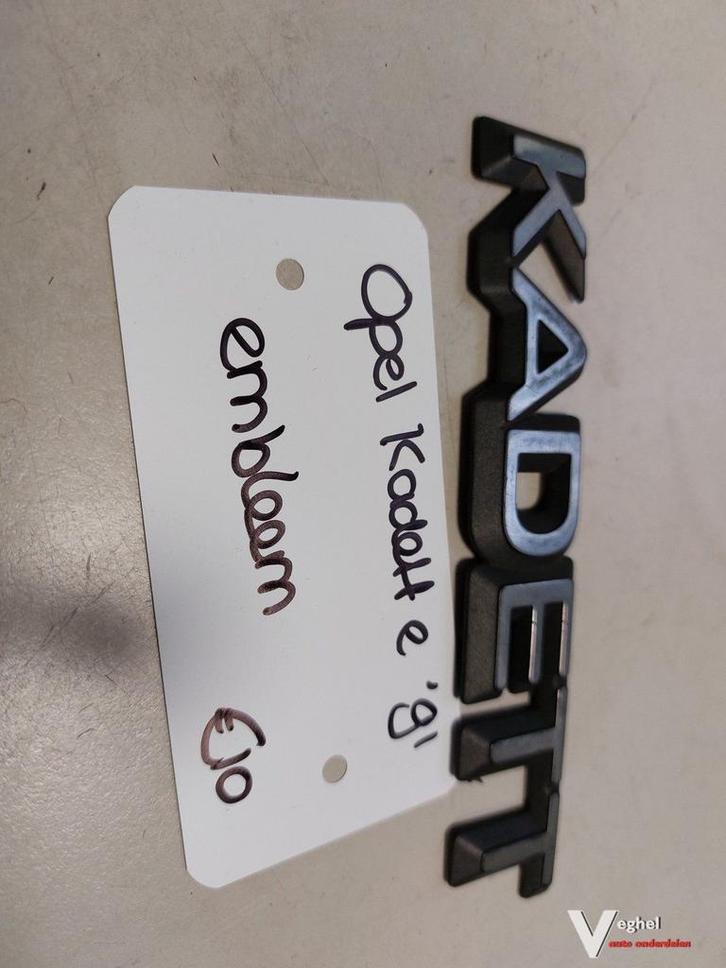 KADETT
Opel Kadett e '91
embleem
€10
Veghel
auto onderdelen